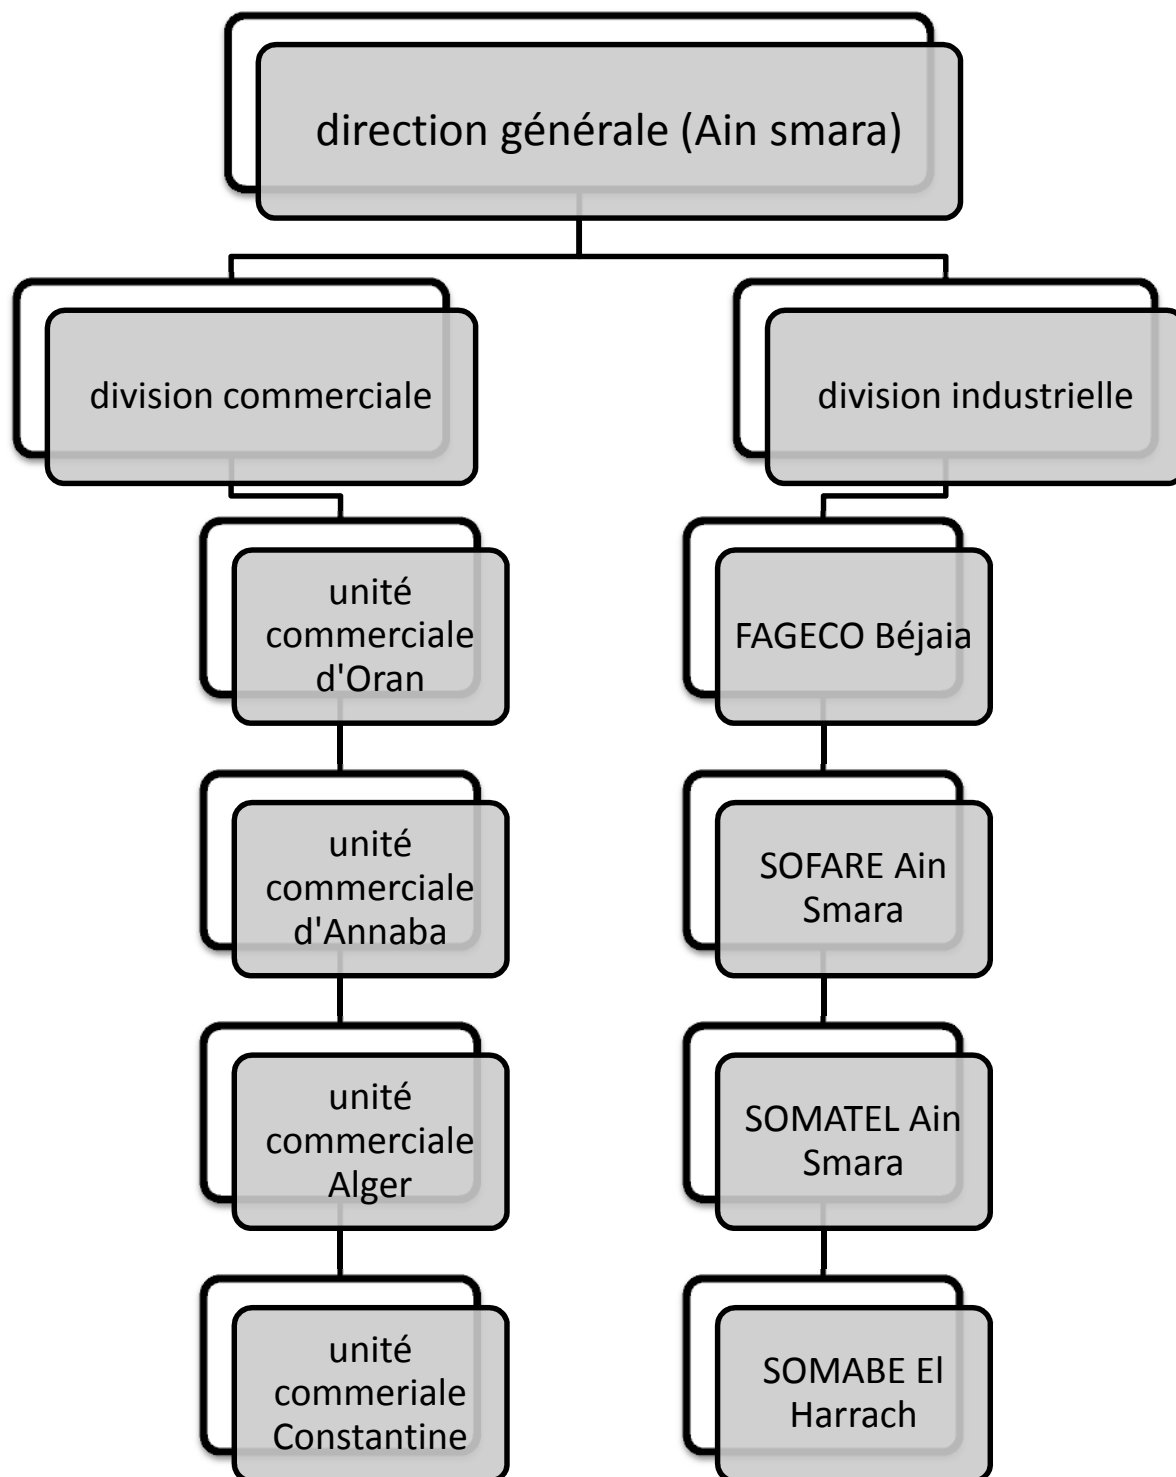 direction générale (Ain smara)
division commerciale
division industrielle
unité
commerciale
d'Oran
FAGECO Béjaia
unité
commerciale
d'Annaba
SOFARE Ain
Smara
unité
commerciale
Alger
SOMATEL Ain
Smara
unité
commeriale
Constantine
SOMABE El
Harrach